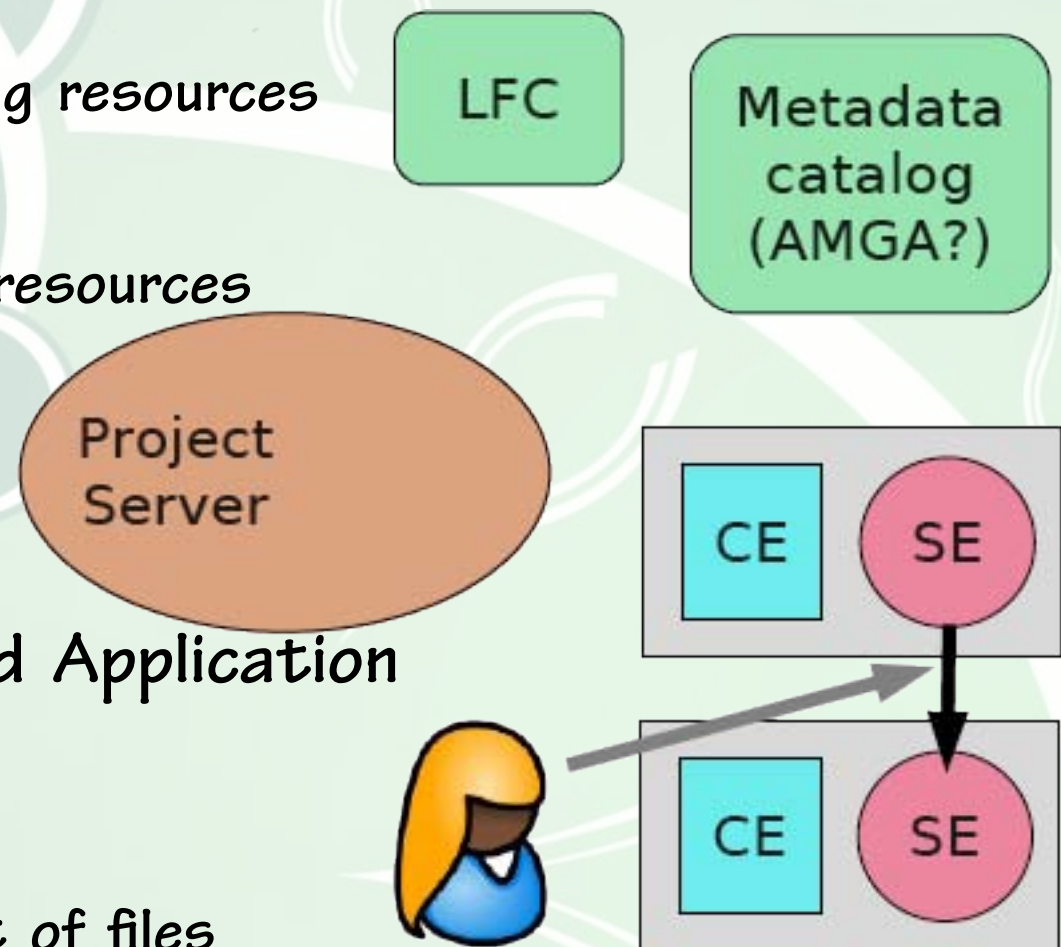 g resources
LFC
Metadata
catalog
(AMGA?)
resources
Project
Server
CE
SE
d Application
CE
SE
of files